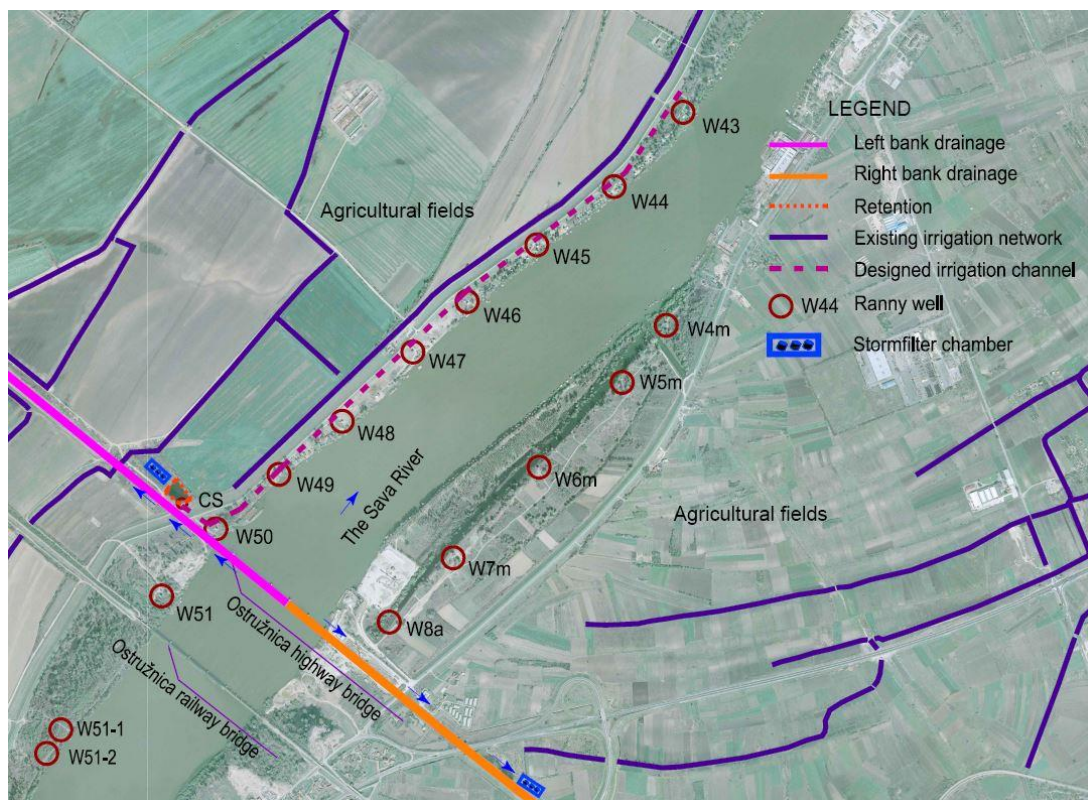 W43
LEGEND
Left bank drainage
Right bank drainage
Retention
Existing irrigation network
Designed irrigation channel
W44 Ranny well
Stormfilter chamber
Agricultural fields
W44
W45
W46
W47
W48
W49
W50
CS
W51
W51-1
W51-2
The Sava River
W4m
W5m
W6m
W7m
W8a
Agricultural fields
Ostružnica highway bridge
Ostružnica railway bridge